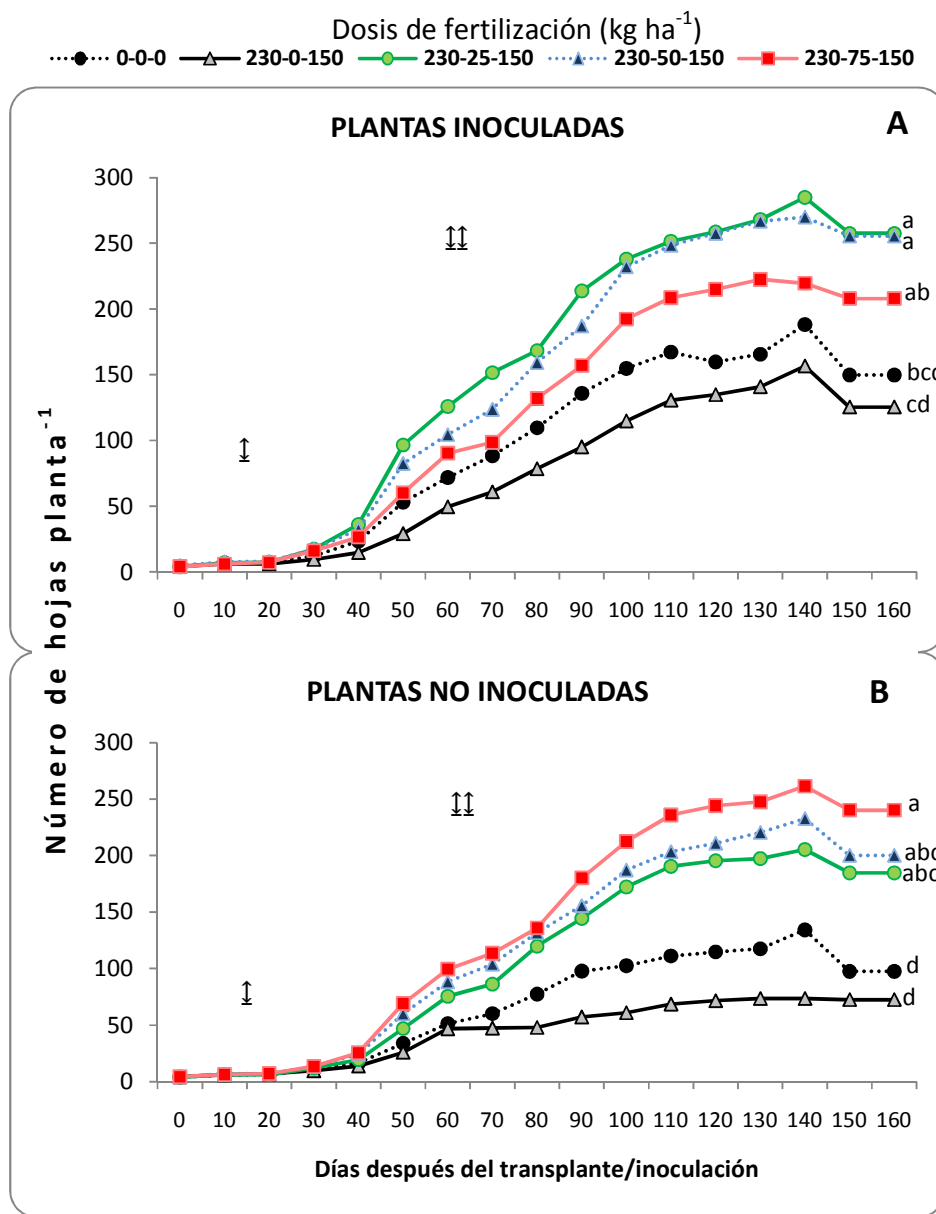 Dosis de fertilización (kg ha-1)
0-0-0 230-0-150 230-25-150 230-50-150 230-75-150
PLANTAS INOCULADAS A
300
250
200
150
100
50
0
a
a
ab
bcd
cd
0 10 20 30 40 50 60 70 80 90 100 110 120 130 140 150 160
Número de hojas planta-1
PLANTAS NO INOCULADAS B
300
250
200
150
100
50
0
a
abc
abc
d
d
0 10 20 30 40 50 60 70 80 90 100 110 120 130 140 150 160
Días después del transplante/inoculación